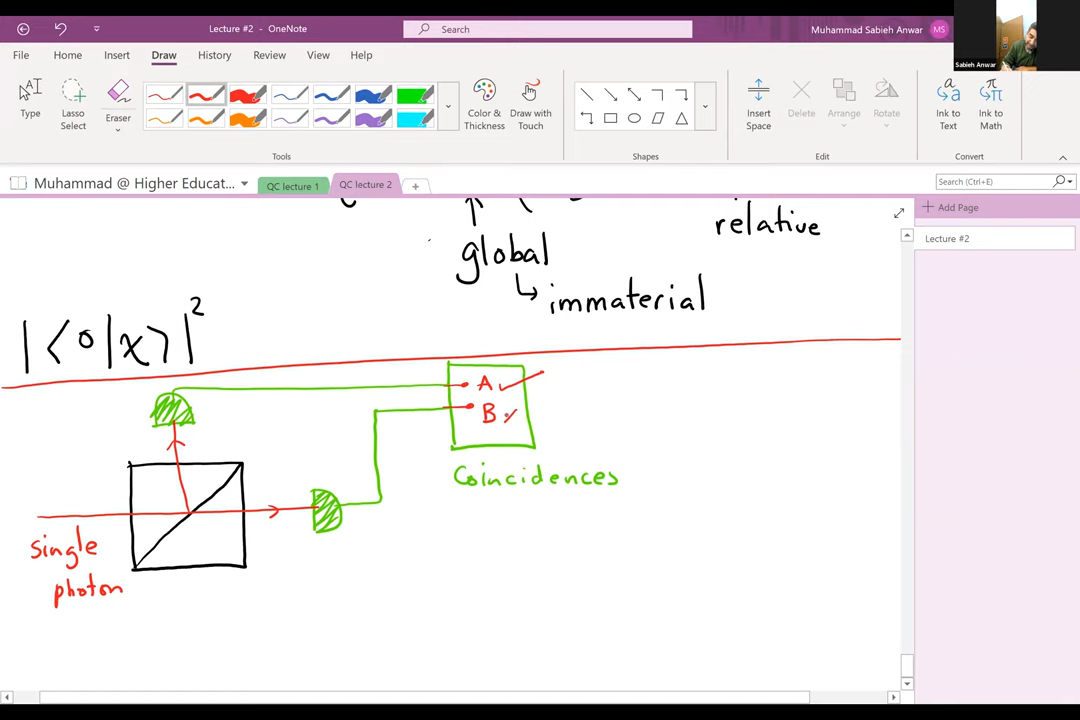 Lecture #2 - OneNote
Search
Muhammad Sabieh Anwar
MS
Sabieh Anwar
File Home Insert Draw History Review View Help
Type
Lasso Select
Eraser
Color & Thickness
Draw with Touch
Insert Space
Delete
Arrange
Rotate
Ink to Text
Ink to Math
Tools
Shapes
Edit
Convert
Muhammad @ Higher Educat...
QC lecture 1
QC lecture 2
Search (Ctrl+E)
Add Page
Lecture #2
relative
global
immaterial
|<0|x>|²
A
B
Coincidences
single
photon